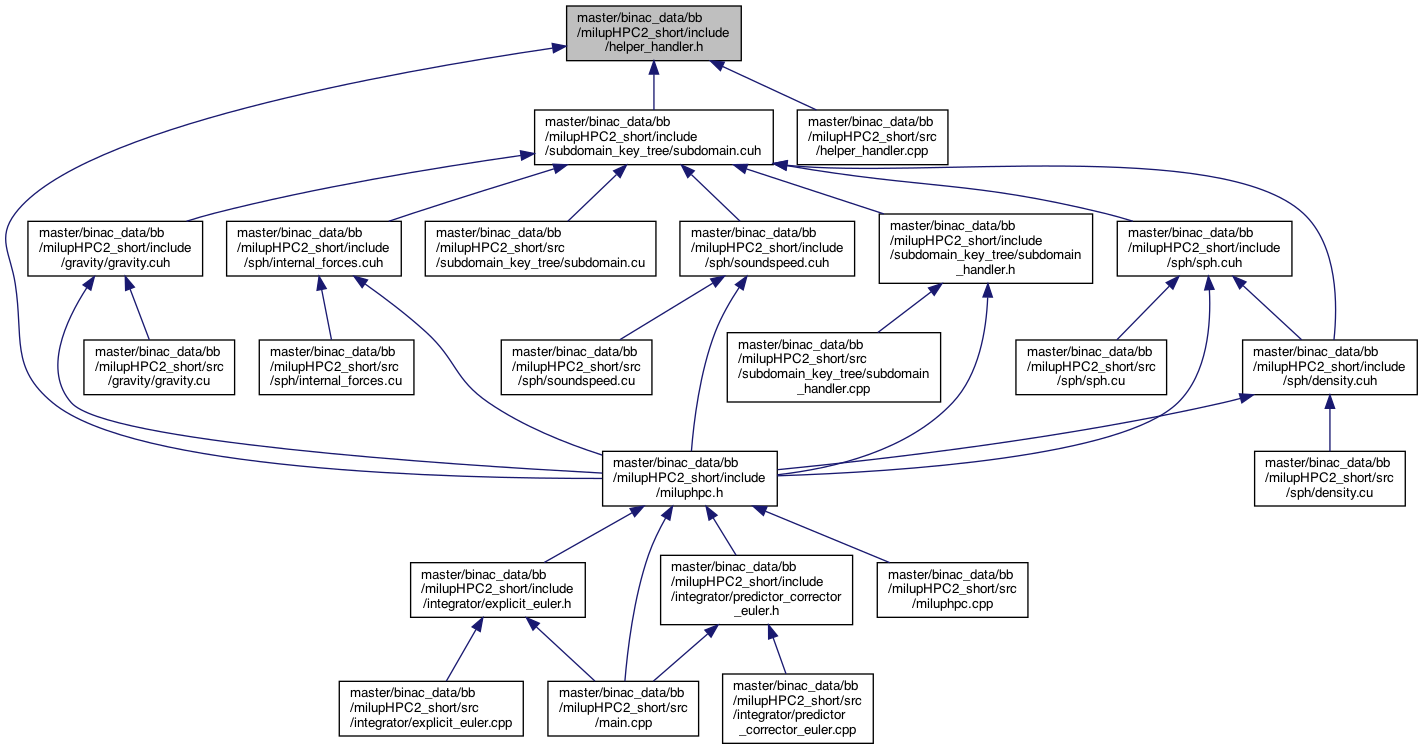 master/binac_data/bb
/milupHPC2_short/include
/helper_handler.h
master/binac_data/bb
/milupHPC2_short/include
/subdomain_key_tree/subdomain.cuh
master/binac_data/bb
/milupHPC2_short/src
/helper_handler.cpp
master/binac_data/bb
/milupHPC2_short/include
/gravity/gravity.cuh
master/binac_data/bb
/milupHPC2_short/include
/sph/internal_forces.cuh
master/binac_data/bb
/milupHPC2_short/src
/subdomain_key_tree/subdomain.cu
master/binac_data/bb
/milupHPC2_short/include
/sph/soundspeed.cuh
master/binac_data/bb
/milupHPC2_short/include
/subdomain_key_tree/subdomain
_handler.h
master/binac_data/bb
/milupHPC2_short/include
/sph/sph.cuh
master/binac_data/bb
/milupHPC2_short/src
/gravity/gravity.cu
master/binac_data/bb
/milupHPC2_short/src
/sph/internal_forces.cu
master/binac_data/bb
/milupHPC2_short/src
/sph/soundspeed.cu
master/binac_data/bb
/milupHPC2_short/src
/subdomain_key_tree/subdomain
_handler.cpp
master/binac_data/bb
/milupHPC2_short/src
/sph/sph.cu
master/binac_data/bb
/milupHPC2_short/include
/sph/density.cuh
master/binac_data/bb
/milupHPC2_short/include
/miluphpc.h
master/binac_data/bb
/milupHPC2_short/src
/sph/density.cu
master/binac_data/bb
/milupHPC2_short/include
/integrator/explicit_euler.h
master/binac_data/bb
/milupHPC2_short/include
/integrator/predictor_corrector
_euler.h
master/binac_data/bb
/milupHPC2_short/src
/miluphpc.cpp
master/binac_data/bb
/milupHPC2_short/src
/integrator/explicit_euler.cpp
master/binac_data/bb
/milupHPC2_short/src
/main.cpp
master/binac_data/bb
/milupHPC2_short/src
/integrator/predictor
_corrector_euler.cpp